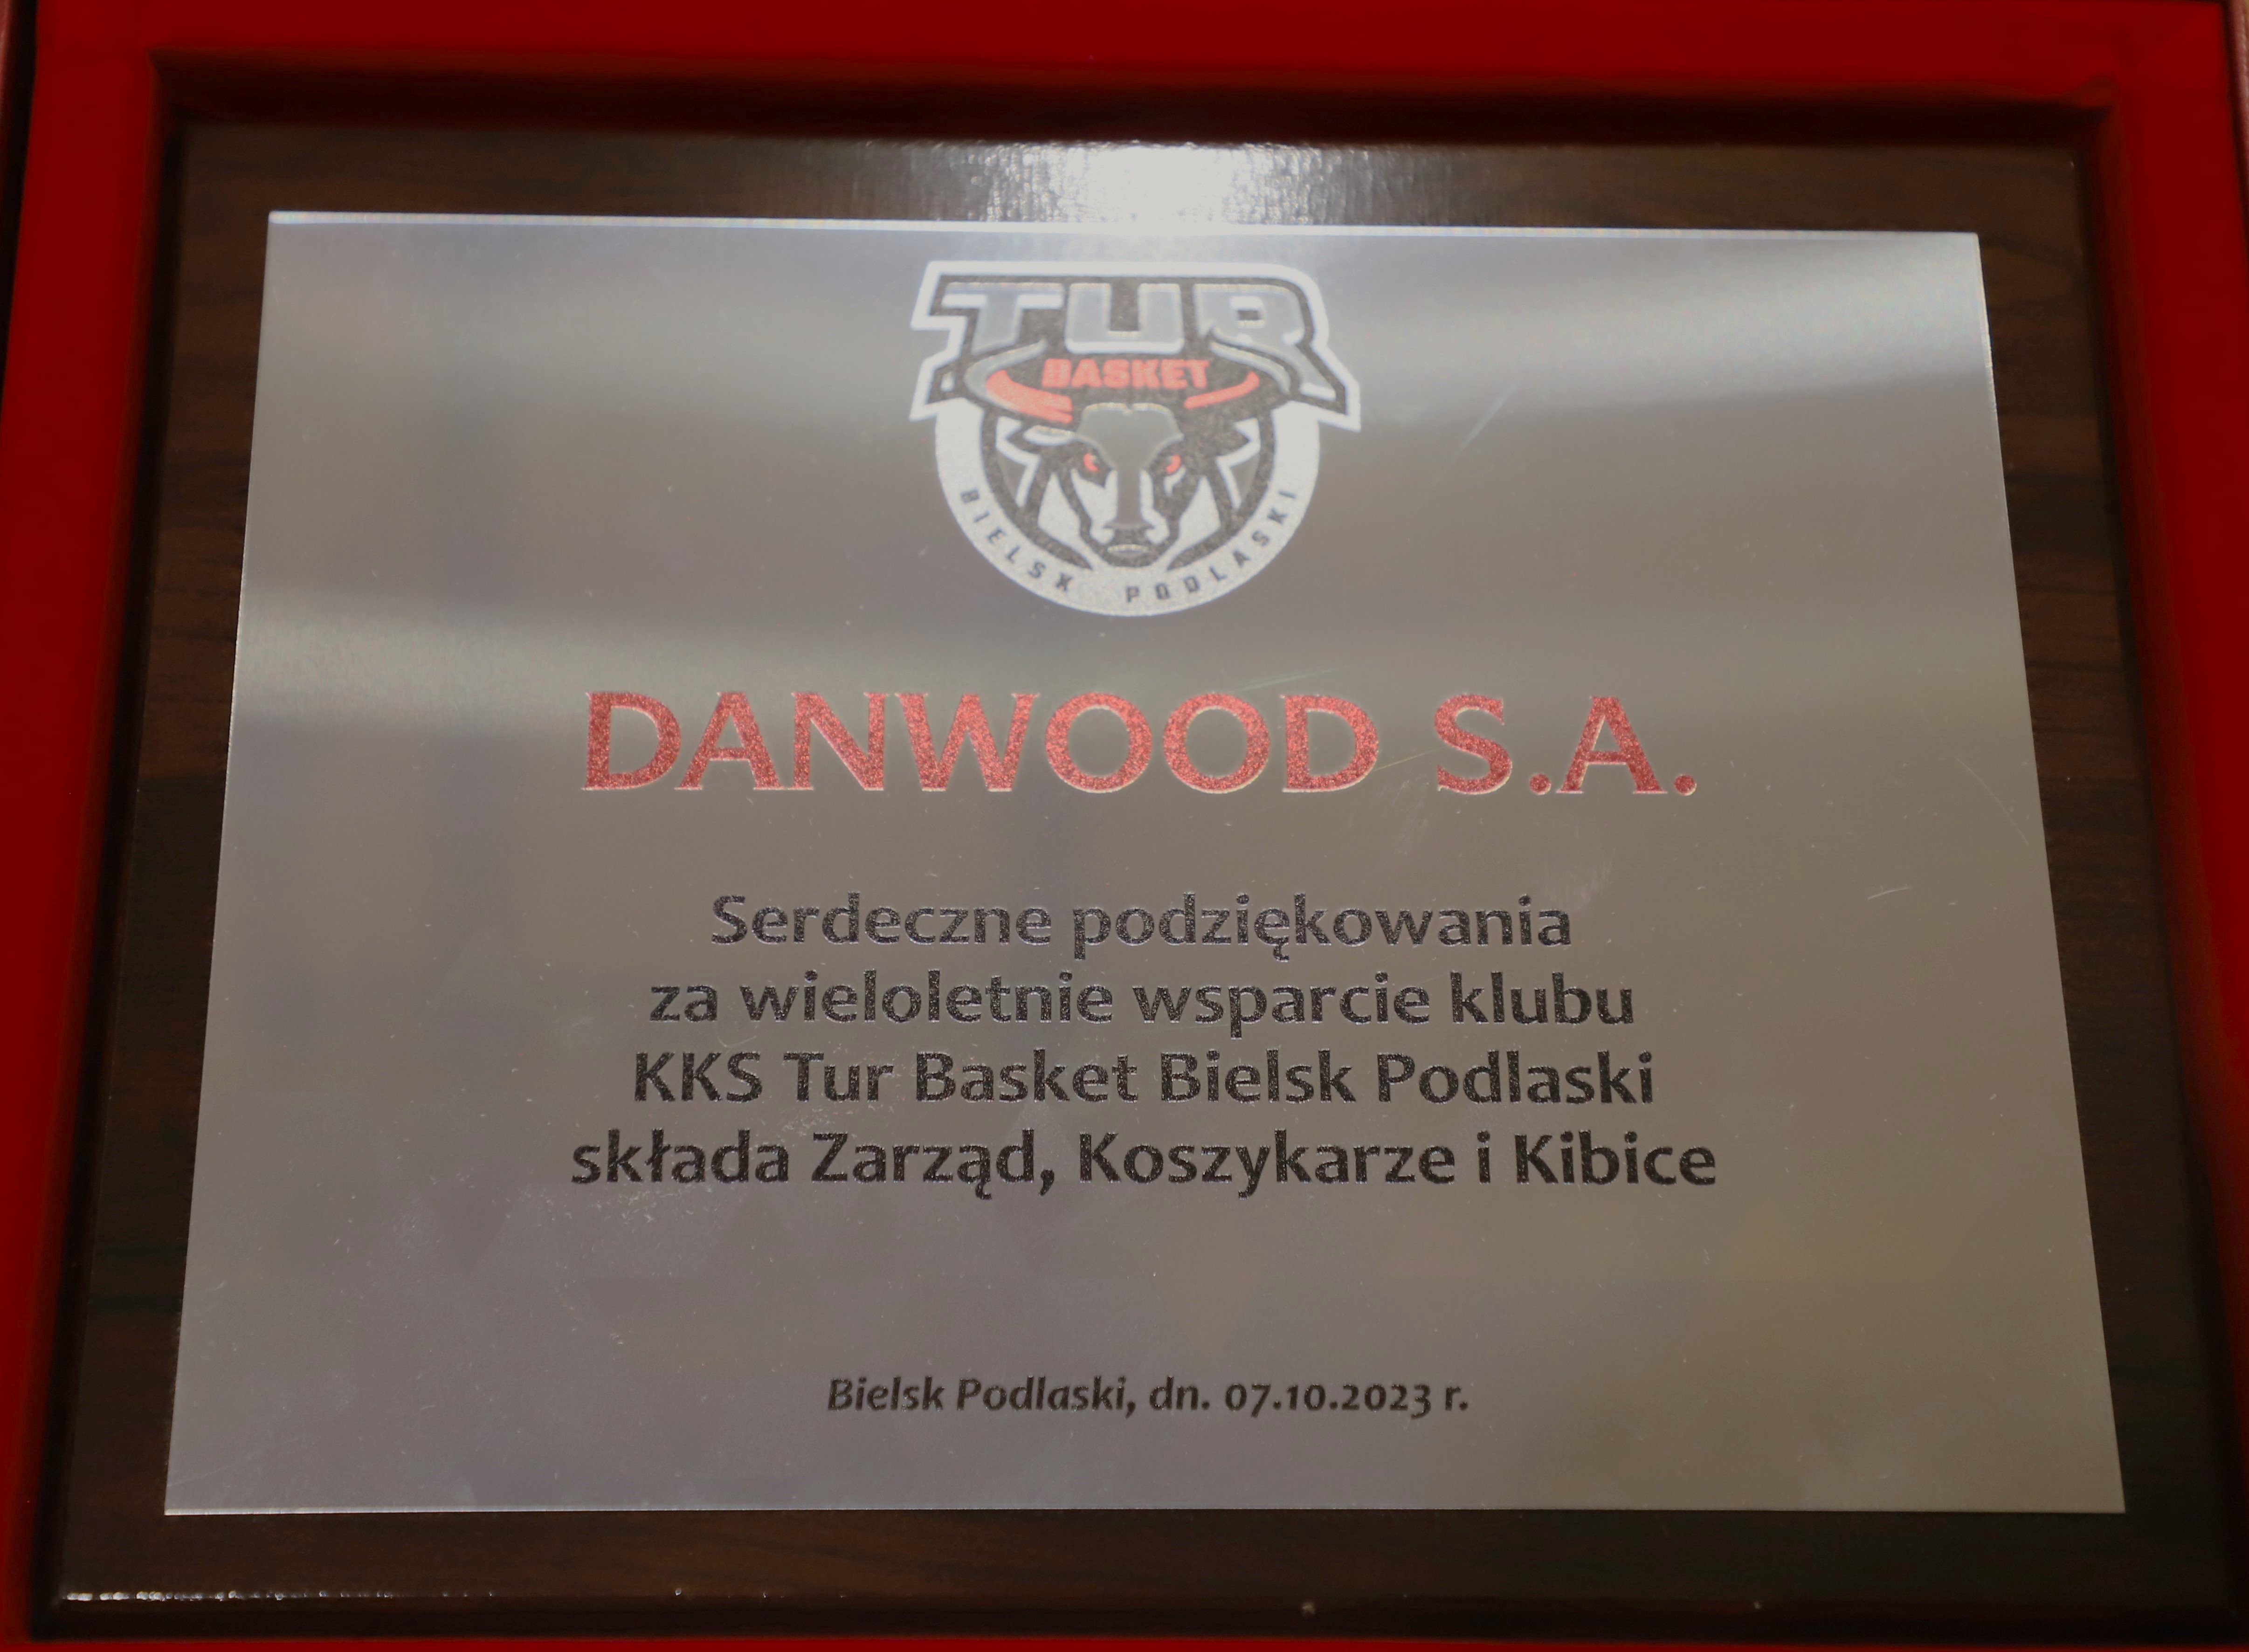 TUR
BASKET
BIELSK PODLASKI
DANWOOD S.A.
Serdeczne podziękowania
za wieloletnie wsparcie klubu
KKS Tur Basket Bielsk Podlaski
składa Zarząd, Koszykarze i Kibice
Bielsk Podlaski, dn. 07.10.2023 r.